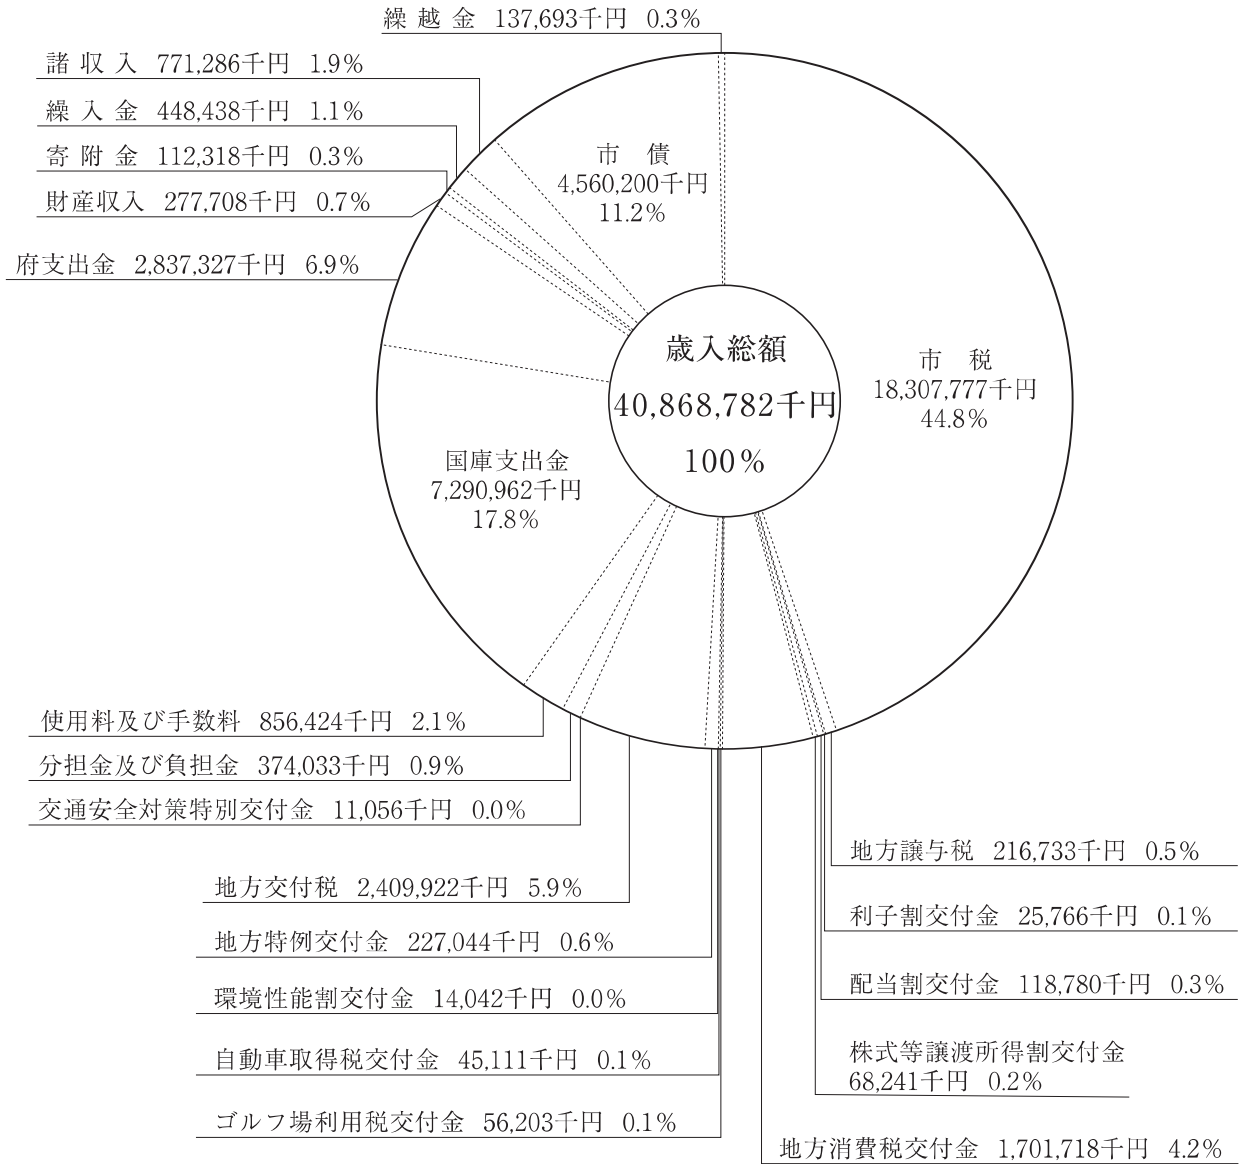 繰越金 137,693千円 0.3%
諸収入 771,286千円 1.9%
繰入金 448,438千円 1.1%
寄附金 112,318千円 0.3%
財産収入 277,708千円 0.7%
府支出金 2,837,327千円 6.9%
市債
4,560,200千円
11.2%
歳入総額
40,868,782千円
100%
市税
18,307,777千円
44.8%
国庫支出金
7,290,962千円
17.8%
使用料及び手数料 856,424千円 2.1%
分担金及び負担金 374,033千円 0.9%
交通安全対策特別交付金 11,056千円 0.0%
地方交付税 2,409,922千円 5.9%
地方特例交付金 227,044千円 0.6%
環境性能割交付金 14,042千円 0.0%
自動車取得税交付金 45,111千円 0.1%
ゴルフ場利用税交付金 56,203千円 0.1%
地方譲与税 216,733千円 0.5%
利子割交付金 25,766千円 0.1%
配当割交付金 118,780千円 0.3%
株式等譲渡所得割交付金
68,241千円 0.2%
地方消費税交付金 1,701,718千円 4.2%